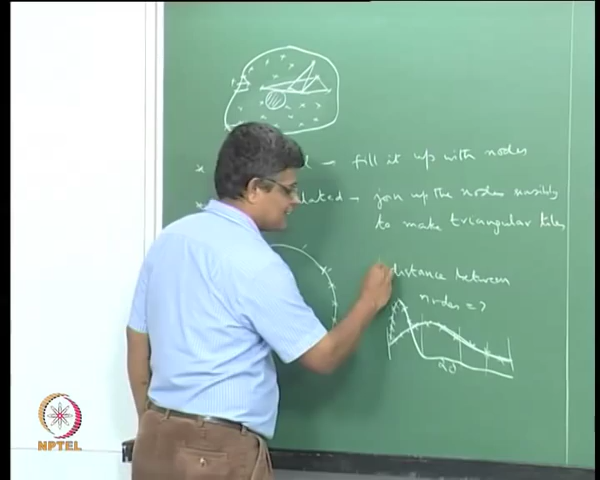 fill it up with nodes
- join up the nodes sensibly
to make triangular tiles
distance between
nodes = ?
NPTEL